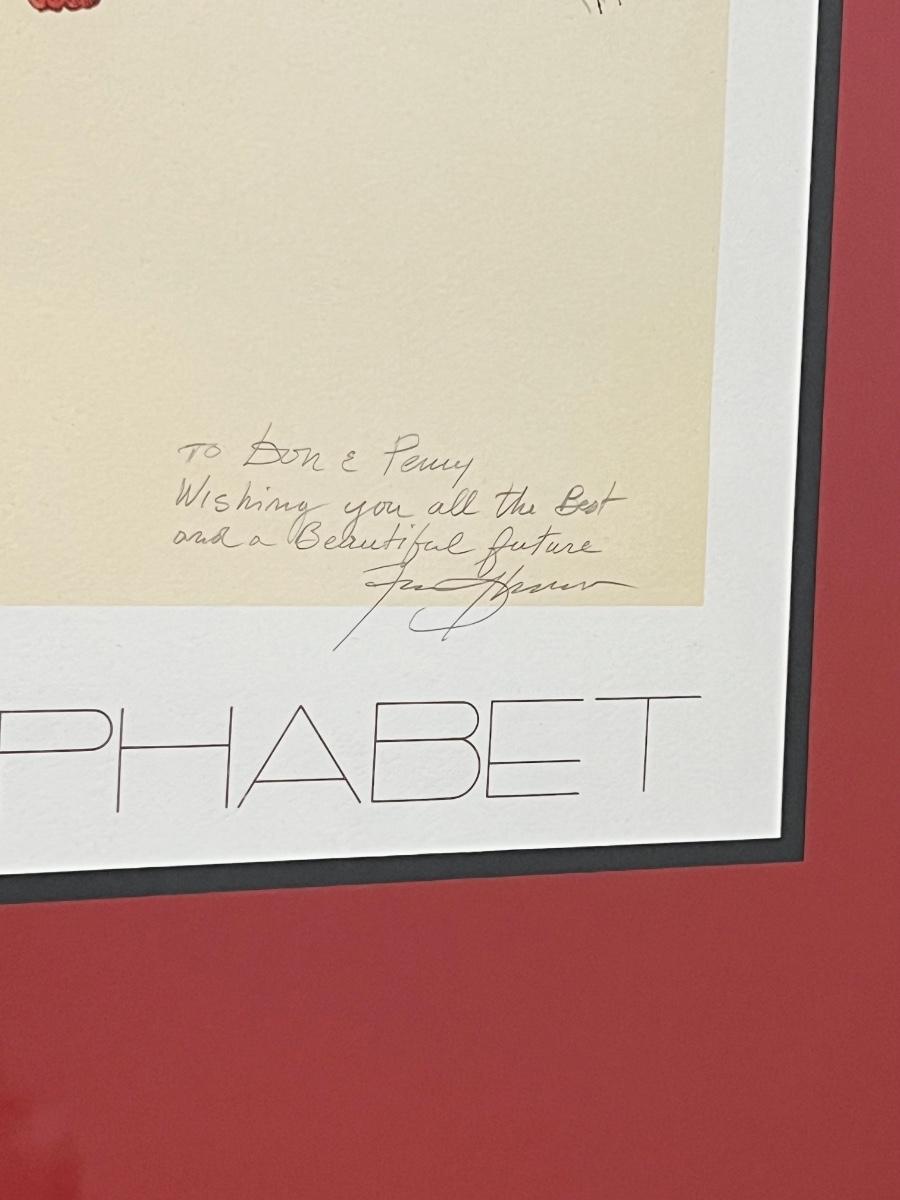 TO Don & Penny
Wishing you all the Best
and a Beautiful future
PHABET